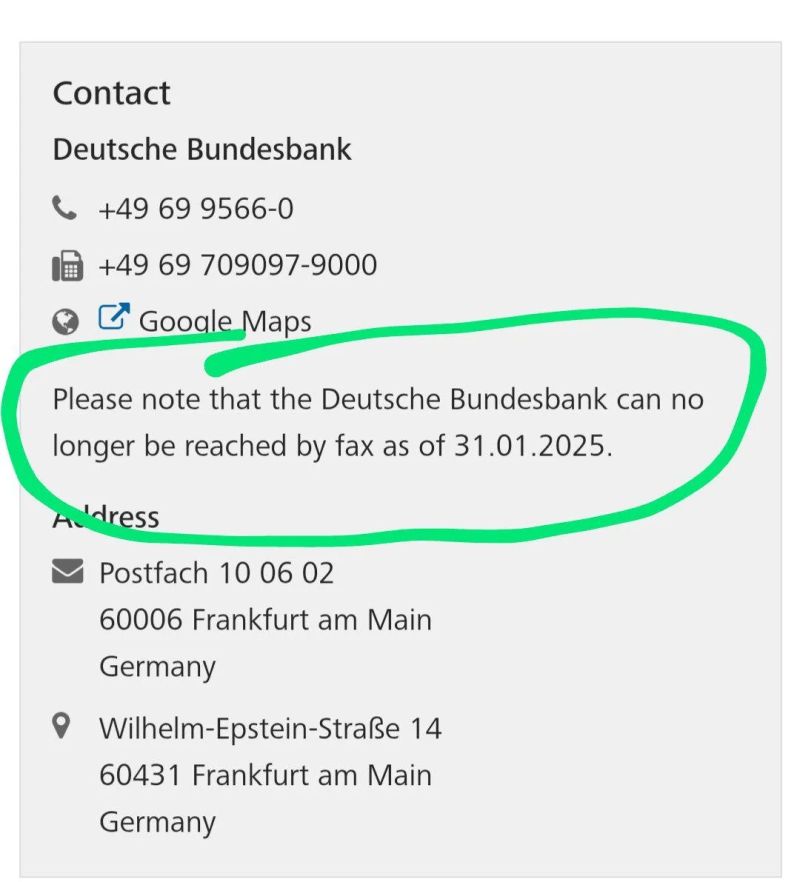 Contact
Deutsche Bundesbank
+49 69 9566-0
+49 69 709097-9000
Google Maps
Please note that the Deutsche Bundesbank can no
longer be reached by fax as of 31.01.2025.
Address
Postfach 10 06 02
60006 Frankfurt am Main
Germany
Wilhelm-Epstein-Straße 14
60431 Frankfurt am Main
Germany